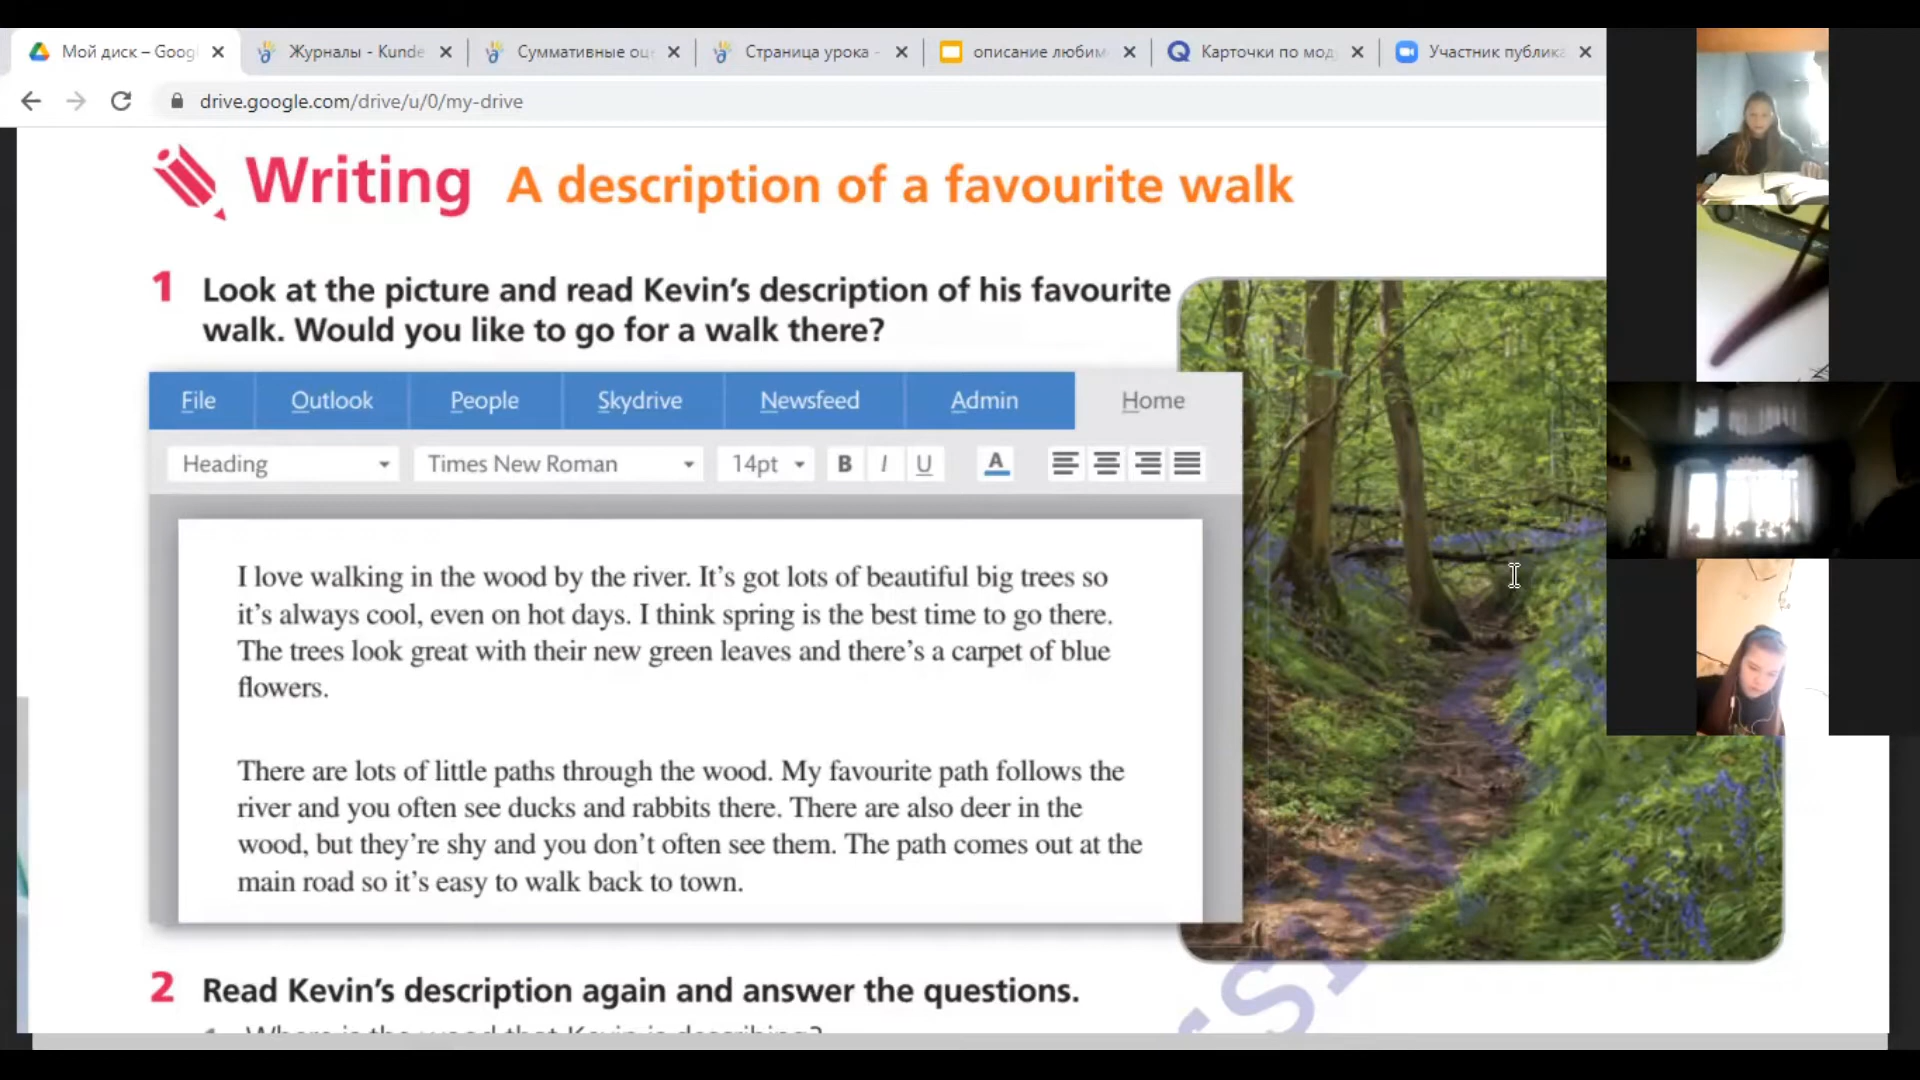 Мой диск – Googl
Журналы - Kunde
Суммативные оц
Страница урока -
описание любим
Карточки по мод
Участник публика
drive.google.com/drive/u/0/my-drive
Writing A description of a favourite walk
1 Look at the picture and read Kevin's description of his favourite
walk. Would you like to go for a walk there?
File Outlook People Skydrive Newsfeed Admin Home
Heading Times New Roman 14pt B I U A
I love walking in the wood by the river. It's got lots of beautiful big trees so
it's always cool, even on hot days. I think spring is the best time to go there.
The trees look great with their new green leaves and there's a carpet of blue
flowers.
There are lots of little paths through the wood. My favourite path follows the
river and you often see ducks and rabbits there. There are also deer in the
wood, but they're shy and you don't often see them. The path comes out at the
main road so it's easy to walk back to town.
2 Read Kevin's description again and answer the questions.
Where is the wood that Kevin is describing?